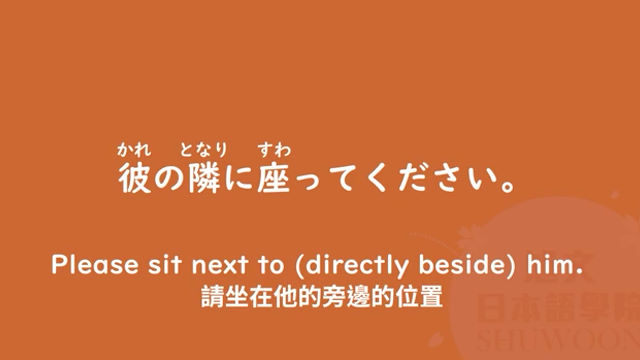 かれ となり すわ
彼の隣に座ってください。
Please sit next to (directly beside) him.
請坐在他的旁邊的位置
日本語學院
SHUWOON